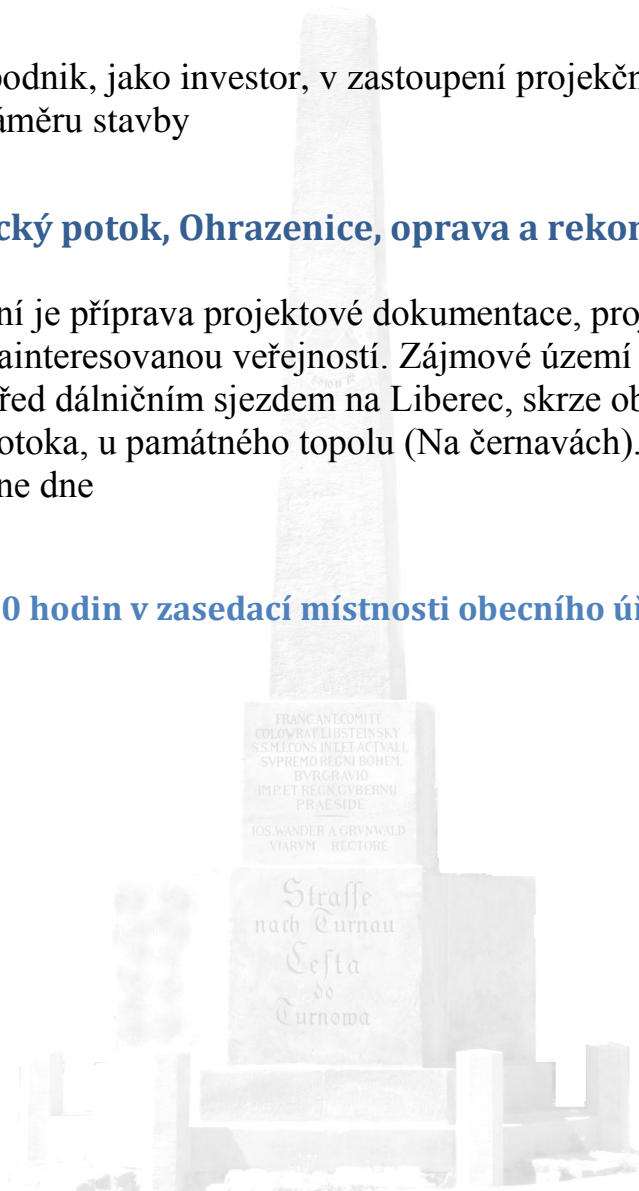 podnik, jako investor, v zastoupení projekčn
áměru stavby
cký potok, Ohrazenice, oprava a rekon
ní je příprava projektové dokumentace, proj
ainteresovanou veřejností. Zájmové území
řed dálničním sjezdem na Liberec, skrze ob
otoka, u památného topolu (Na černavách).
ne dne
0 hodin v zasedací místnosti obecního úř
FRANC ANT.COMITE
COLOWRAT LIBSTEINSKY
S.S.M.I.CONS.INT.ET ACTVALI,
SVPREMO REGNI BOHEM.
BVRGRAVIO
IMP.ET REGN.GVBERNII
PRAESIDE
IOS.WANDER A GRVNWALD
VIARVM RECTORE
Straſſe
nach Turnau
Ceſta
do
Turnowa